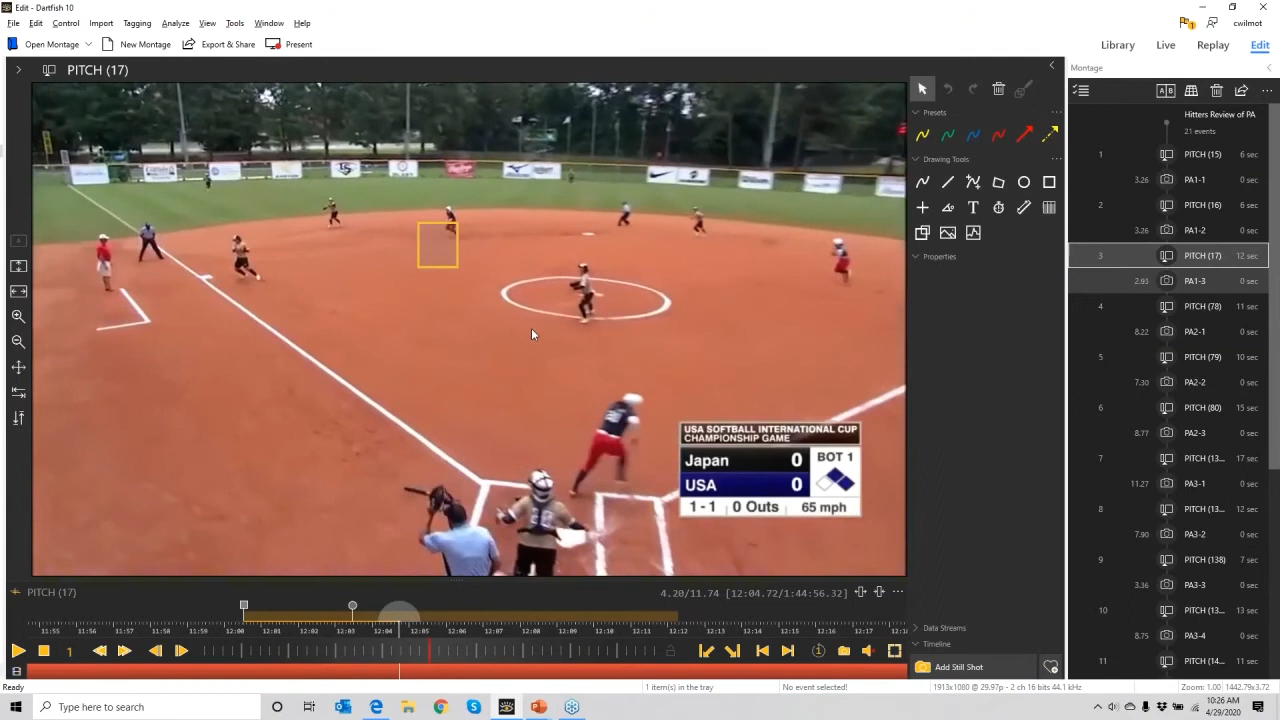 Edit - Dartfish 10
File Edit Control Import Tagging Analyze View Tools Window Help
1 cwilmot
Open Montage New Montage Export & Share Present
Library Live Replay Edit
PITCH (17)
Montage
Presets
Drawing Tools
Properties
A B
Hitters Review of PA
21 events
1 PITCH (15) 6 sec
3.26 PA1-1 0 sec
2 PITCH (16) 6 sec
3.26 PA1-2 0 sec
3 PITCH (17) 12 sec
2.93 PA1-3 0 sec
4 PITCH (78) 11 sec
8.22 PA2-1 0 sec
5 PITCH (79) 10 sec
7.30 PA2-2 0 sec
6 PITCH (80) 15 sec
8.77 PA2-3 0 sec
7 PITCH (13... 17 sec
11.27 PA3-1 0 sec
8 PITCH (13... 12 sec
7.90 PA3-2 0 sec
9 PITCH (138) 7 sec
3.36 PA3-3 0 sec
10 PITCH (13... 13 sec
8.75 PA3-4 0 sec
11 PITCH (14... 11 sec
USA SOFTBALL INTERNATIONAL CUP
CHAMPIONSHIP GAME
Japan 0 BOT 1
USA 0
1 - 1 0 Outs 65 mph
PITCH (17) 4.20/11.74 [12:04.72/1:44:56.32]
11:55 11:56 11:57 11:58 11:59 12:00 12:01 12:02 12:03 12:04 12:05 12:06 12:07 12:08 12:09 12:10 12:11 12:12 12:13 12:14 12:15 12:16 12:17
1
Data Streams
Timeline
Add Still Shot
Ready 1 item(s) in the tray No event selected! 1913x1080 @ 29.97p - 2 ch 16 bits 44.1 kHz Zoom: 1.00 1442.79x3.72
Type here to search
10:26 AM
4/29/2020